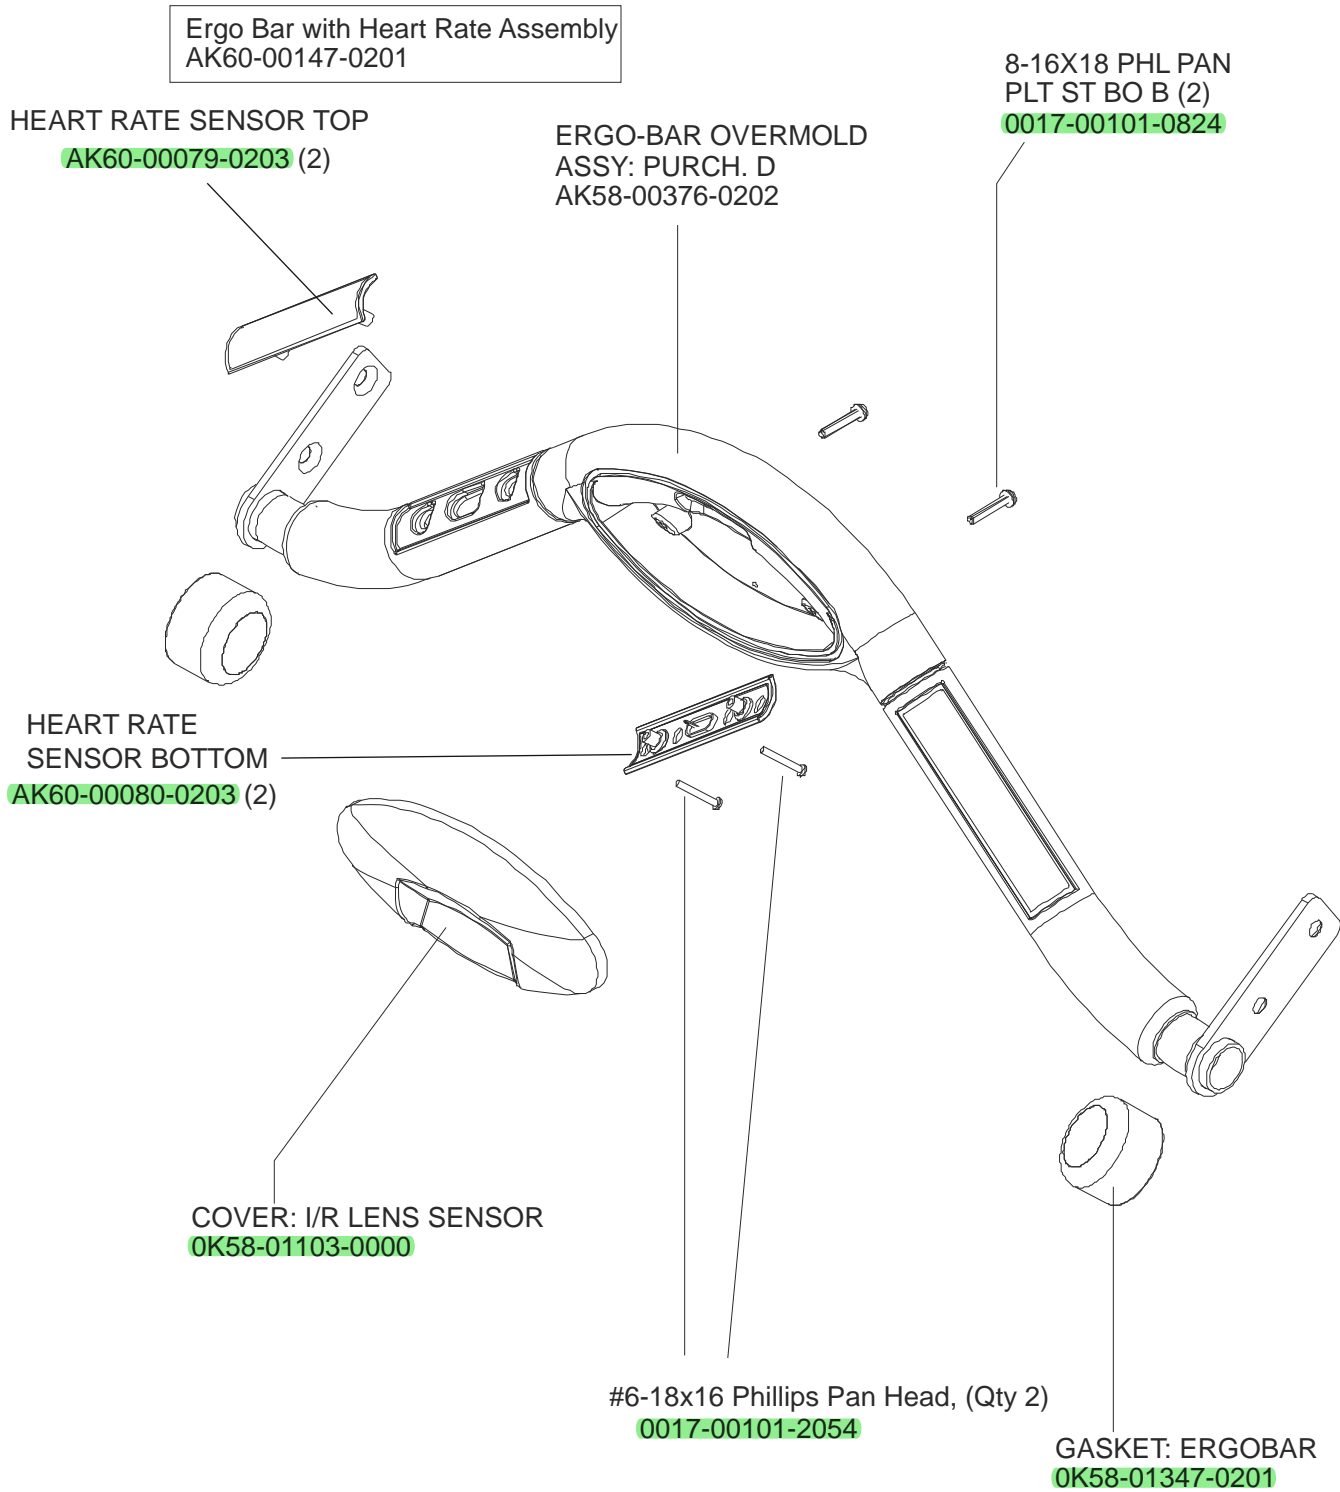 Ergo Bar with Heart Rate Assembly
AK60-00147-0201
8-16X18 PHL PAN
PLT ST BO B (2)
0017-00101-0824
HEART RATE SENSOR TOP
AK60-00079-0203 (2)
ERGO-BAR OVERMOLD
ASSY: PURCH. D
AK58-00376-0202
HEART RATE
SENSOR BOTTOM
AK60-00080-0203 (2)
COVER: I/R LENS SENSOR
0K58-01103-0000
#6-18x16 Phillips Pan Head, (Qty 2)
0017-00101-2054
GASKET: ERGOBAR
0K58-01347-0201